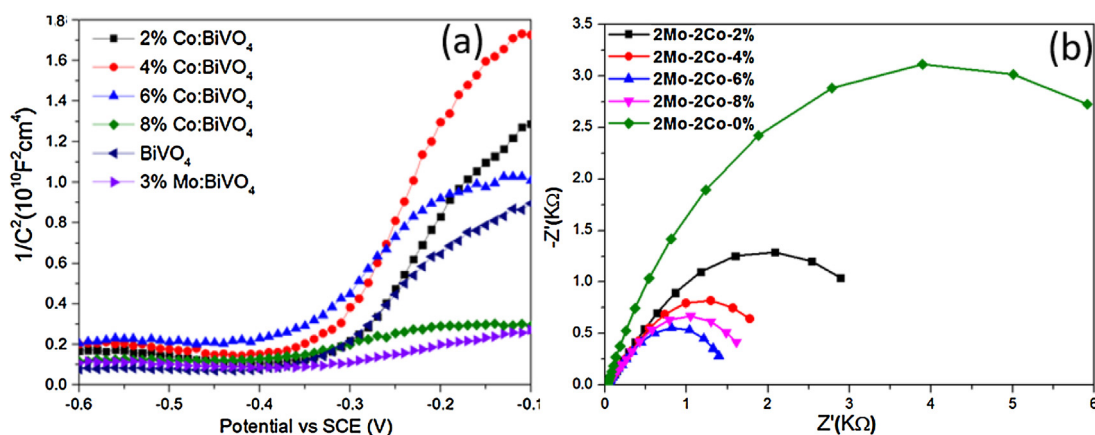 (a)
1.8
1.6
1.4
1.2
1.0
0.8
0.6
0.4
0.2
0.0
1/C²(10¹⁰F²cm⁴)
2% Co:BiVO₄
4% Co:BiVO₄
6% Co:BiVO₄
8% Co:BiVO₄
BiVO₄
3% Mo:BiVO₄
-0.6 -0.5 -0.4 -0.3 -0.2 -0.1
Potential vs SCE (V)
(b)
3.5
3.0
2.5
2.0
1.5
1.0
0.5
0.0
-Z'(KΩ)
2Mo-2Co-2%
2Mo-2Co-4%
2Mo-2Co-6%
2Mo-2Co-8%
2Mo-2Co-0%
0 1 2 3 4 5 6
Z'(KΩ)